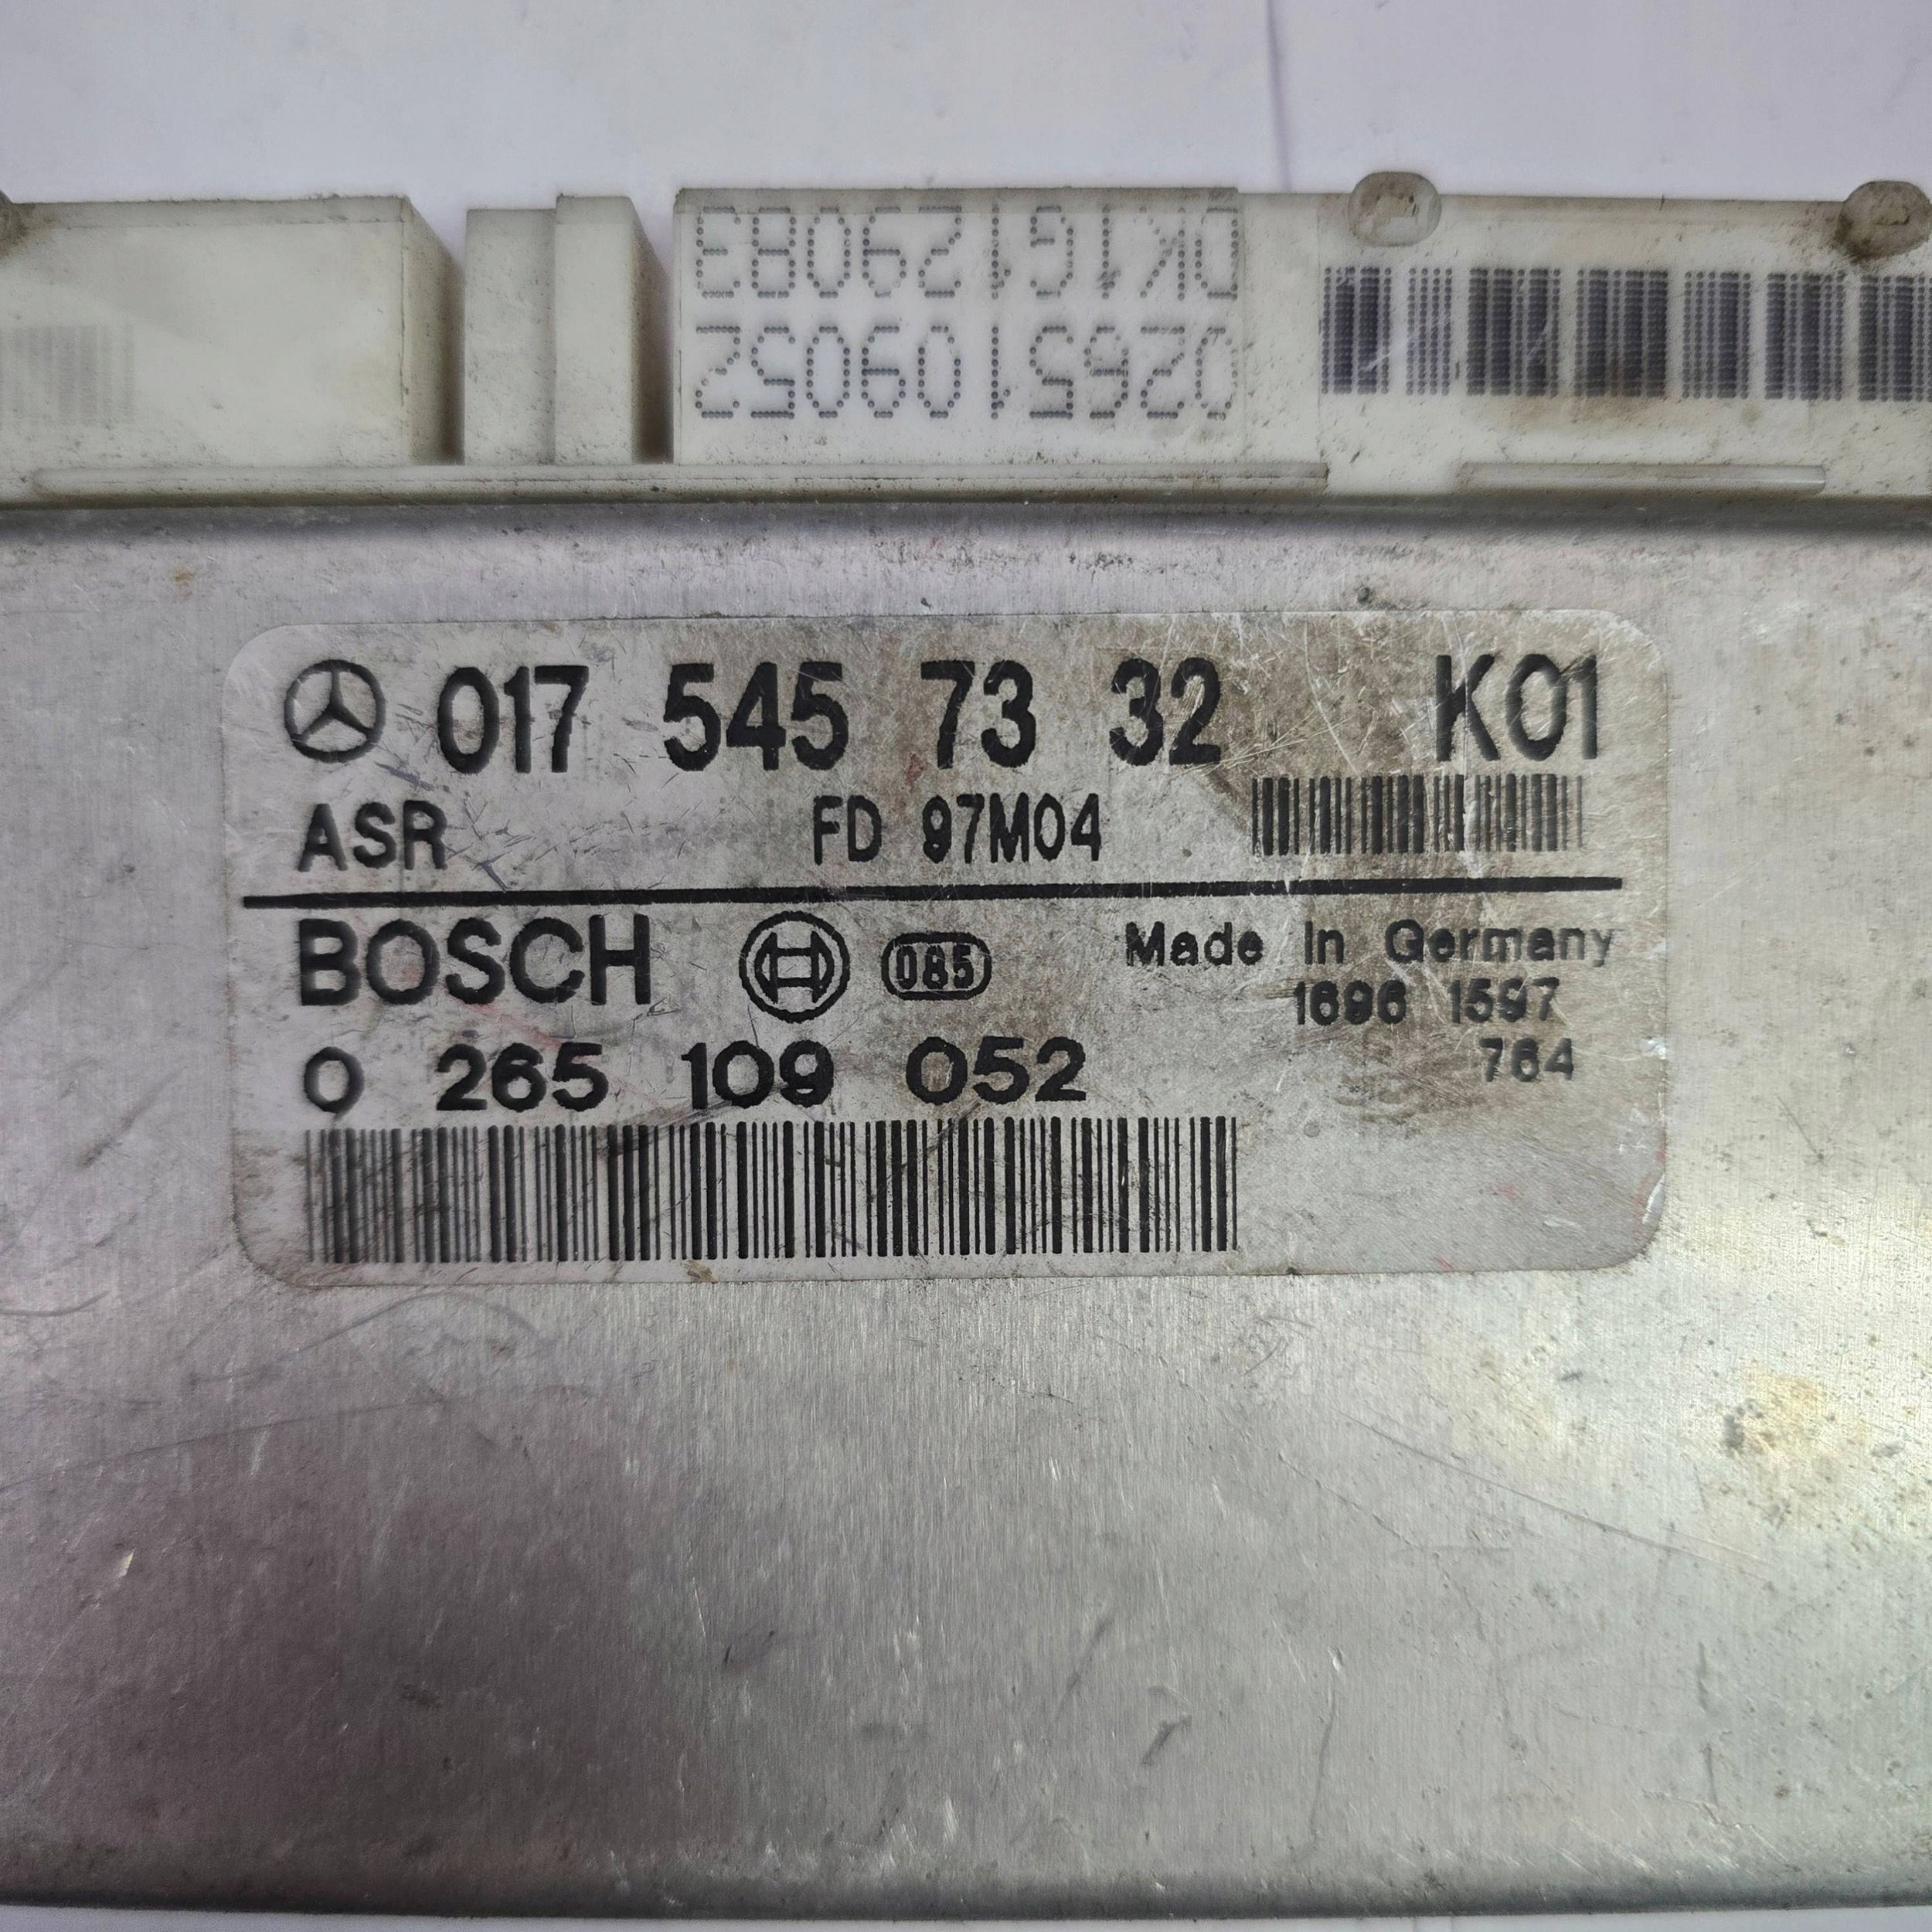 0K1G129083
0265109052
017 545 73 32 K01
ASR FD 97M04
BOSCH 085 Made In Germany
1696 1597
0 265 109 052 764